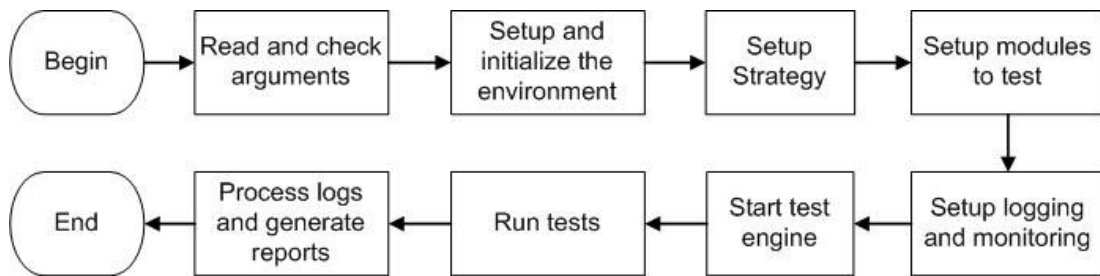 Begin
Read and check
arguments
Setup and
initialize the
environment
Setup
Strategy
Setup modules
to test
Setup logging
and monitoring
Start test
engine
Run tests
Process logs
and generate
reports
End